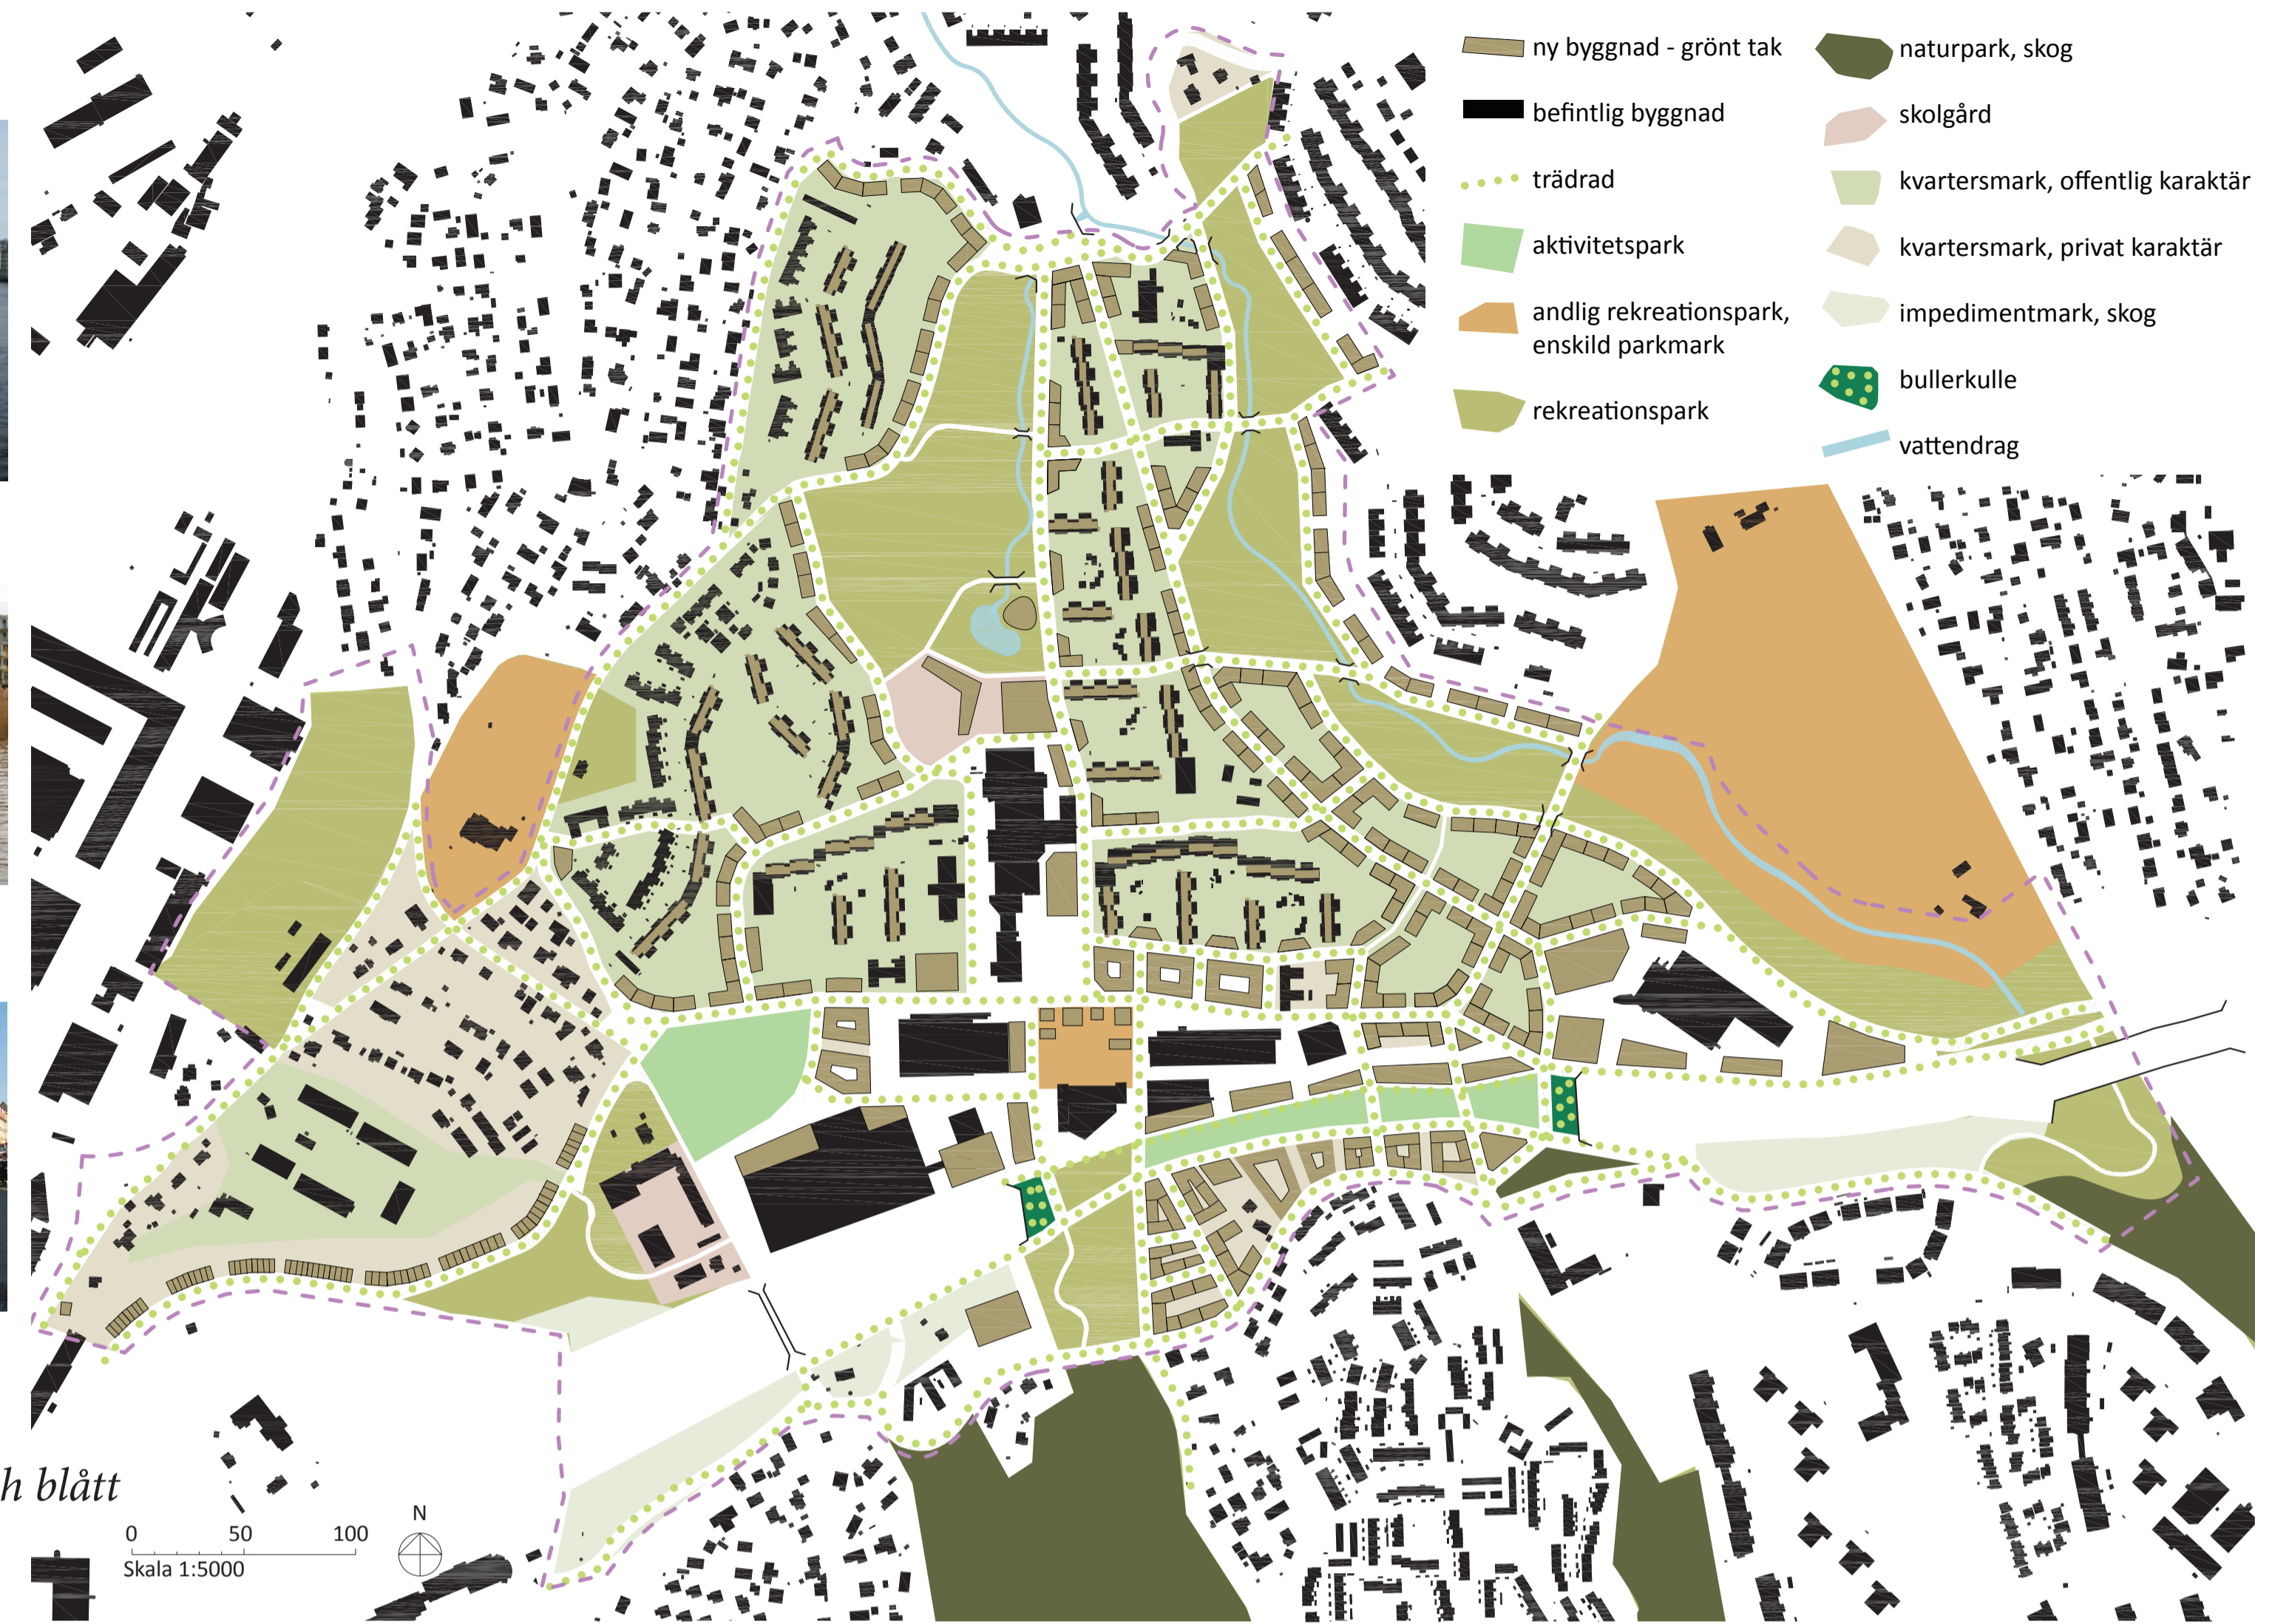 ny byggnad - grönt tak
befintlig byggnad
trädrad
aktivitetspark
andlig rekreationspark,
enskild parkmark
rekreationspark
naturpark, skog
skolgård
kvartersmark, offentlig karaktär
kvartersmark, privat karaktär
impedimentmark, skog
bullerkulle
vattendrag
h blått
0 50 100
Skala 1:5000
N